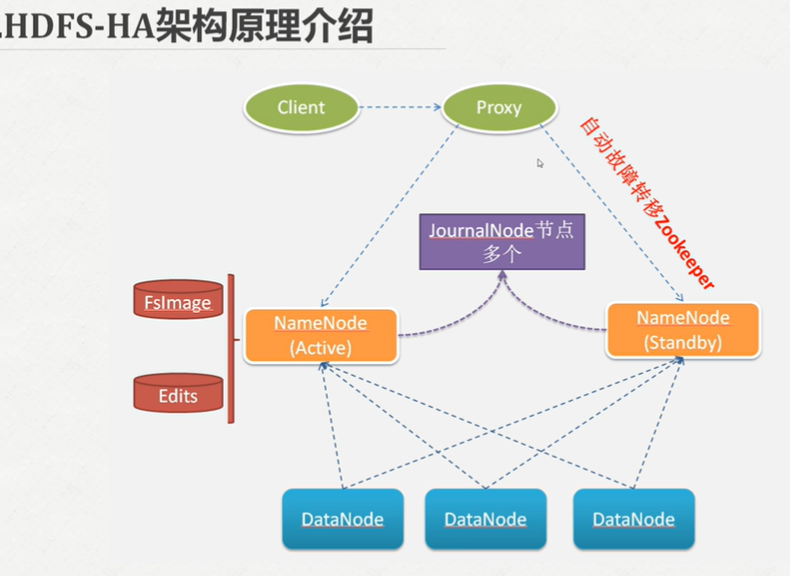 .HDFS-HA架构原理介绍
Client
Proxy
自动故障转移Zookeeper
JournalNode节点
多个
FsImage
NameNode
(Active)
NameNode
(Standby)
Edits
DataNode
DataNode
DataNode